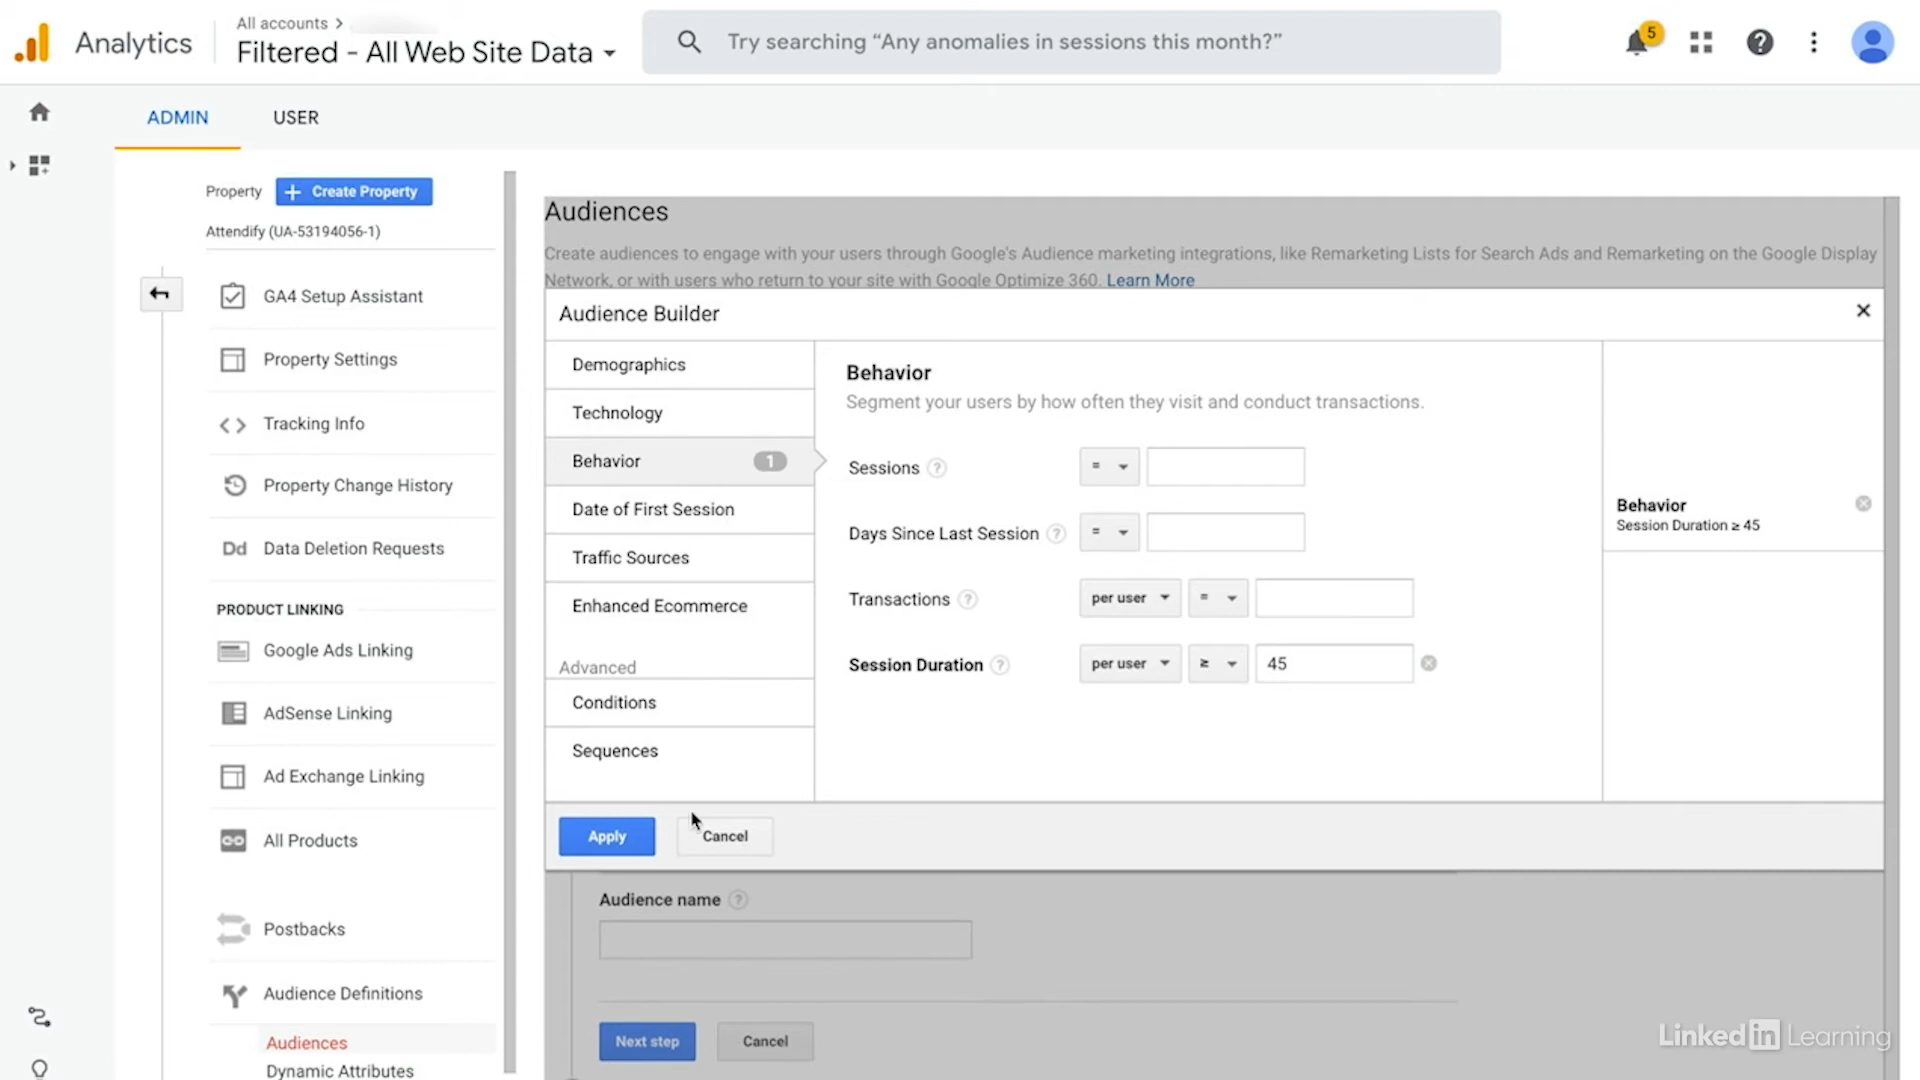 Analytics
All accounts >
Filtered - All Web Site Data
Try searching “Any anomalies in sessions this month?”
5
ADMIN
USER
Property
+ Create Property
Attendify (UA-53194056-1)
GA4 Setup Assistant
Property Settings
Tracking Info
Property Change History
Dd Data Deletion Requests
PRODUCT LINKING
Google Ads Linking
AdSense Linking
Ad Exchange Linking
All Products
Postbacks
Audience Definitions
Audiences
Dynamic Attributes
Audiences
Create audiences to engage with your users through Google's Audience marketing integrations, like Remarketing Lists for Search Ads and Remarketing on the Google Display
Network, or with users who return to your site with Google Optimize 360. Learn More
Audience Builder
Demographics
Technology
Behavior 1
Date of First Session
Traffic Sources
Enhanced Ecommerce
Advanced
Conditions
Sequences
Behavior
Segment your users by how often they visit and conduct transactions.
Sessions ? =
Days Since Last Session ? =
Transactions ? per user =
Session Duration ? per user ≥ 45
Behavior
Session Duration ≥ 45
Apply
Cancel
Audience name ?
Next step
Cancel
LinkedIn Learning